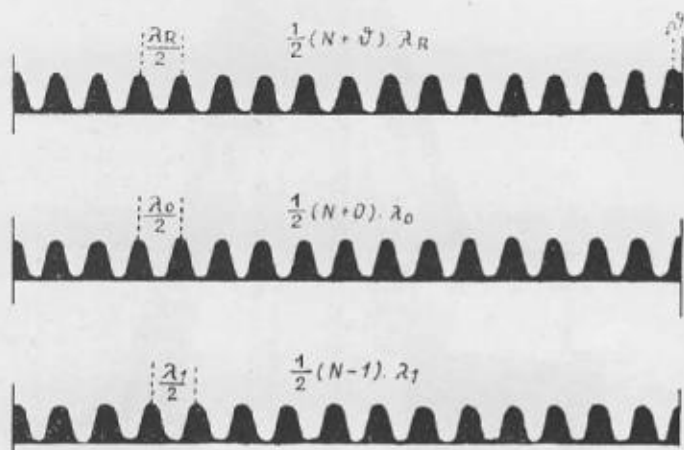 λR/2 1/2 (N + ϑ). λR ϑ
λ0/2 1/2 (N+0). λ0
λ1/2 1/2 (N-1). λ1